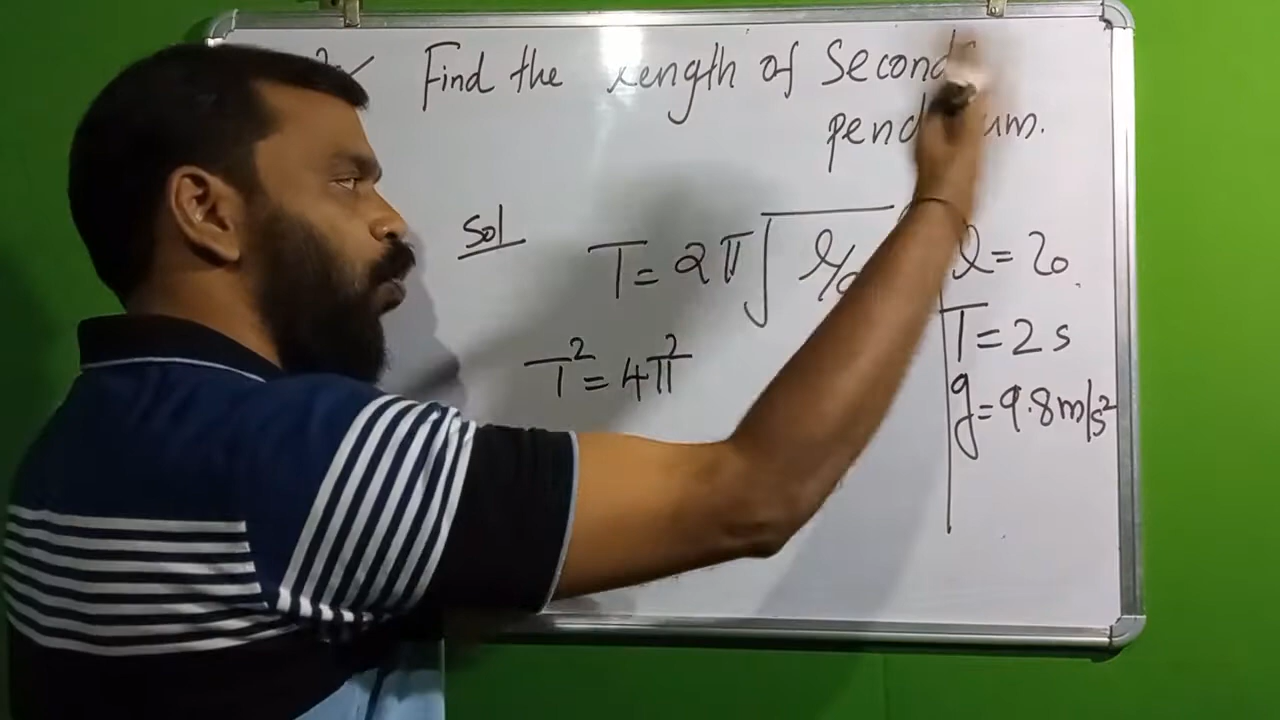 Find the length of Second
pend um.
Sol
T = 2π√l/
l = ?
T = 2 s
T² = 4π²
g = 9.8 m/s²